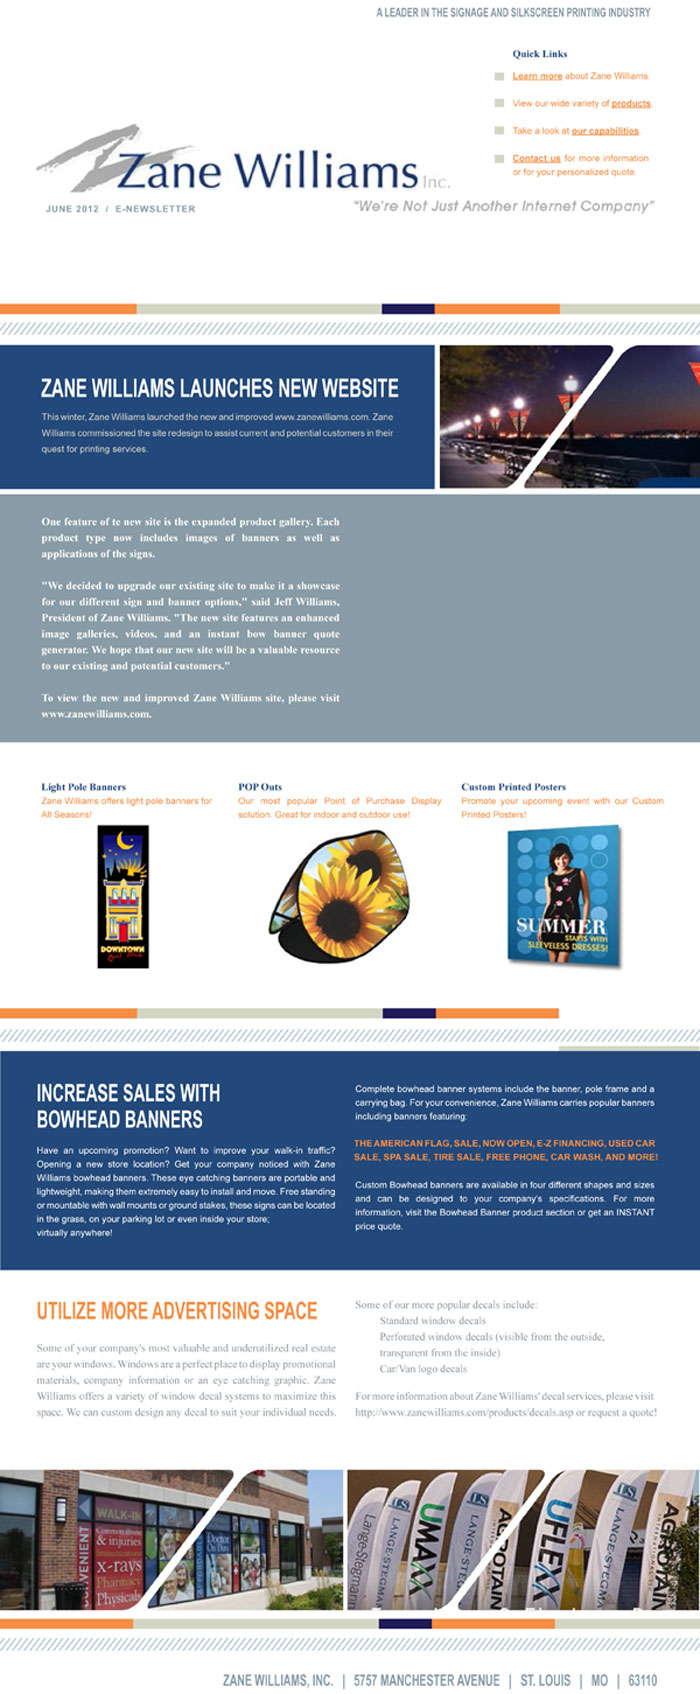 A LEADER IN THE SIGNAGE AND SILKSCREEN PRINTING INDUSTRY
Quick Links
Learn more about Zane Williams.
View our wide variety of products.
Take a look at our capabilities.
Contact us for more information
or for your personalized quote.
Zane Williams Inc.
JUNE 2012 / E-NEWSLETTER
"We're Not Just Another Internet Company"
ZANE WILLIAMS LAUNCHES NEW WEBSITE
This winter, Zane Williams launched the new and improved www.zanewilliams.com. Zane
Williams commissioned the site redesign to assist current and potential customers in their
quest for printing services.
One feature of te new site is the expanded product gallery. Each
product type now includes images of banners as well as
applications of the signs.
"We decided to upgrade our existing site to make it a showcase
for our different sign and banner options," said Jeff Williams,
President of Zane Williams. "The new site features an enhanced
image galleries, videos, and an instant bow banner quote
generator. We hope that our new site will be a valuable resource
to our existing and potential customers."
To view the new and improved Zane Williams site, please visit
www.zanewilliams.com.
Light Pole Banners
Zane Williams offers light pole banners for
All Seasons!
POP Outs
Our most popular Point of Purchase Display
solution. Great for indoor and outdoor use!
Custom Printed Posters
Promote your upcoming event with our Custom
Printed Posters!
DOWNTOWN
SUMMER
STARTS WITH
SLEEVELESS DRESSES!
INCREASE SALES WITH
BOWHEAD BANNERS
Have an upcoming promotion? Want to improve your walk-in traffic?
Opening a new store location? Get your company noticed with Zane
Williams bowhead banners. These eye catching banners are portable and
lightweight, making them extremely easy to install and move. Free standing
or mountable with wall mounts or ground stakes, these signs can be located
in the grass, on your parking lot or even inside your store;
virtually anywhere!
Complete bowhead banner systems include the banner, pole frame and a
carrying bag. For your convenience, Zane Williams carries popular banners
including banners featuring:
THE AMERICAN FLAG, SALE, NOW OPEN, E-Z FINANCING, USED CAR
SALE, SPA SALE, TIRE SALE, FREE PHONE, CAR WASH, AND MORE!
Custom Bowhead banners are available in four different shapes and sizes
and can be designed to your company's specifications. For more
information, visit the Bowhead Banner product section or get an INSTANT
price quote.
UTILIZE MORE ADVERTISING SPACE
Some of your company's most valuable and underutilized real estate
are your windows. Windows are a perfect place to display promotional
materials, company information or an eye catching graphic. Zane
Williams offers a variety of window decal systems to maximize this
space. We can custom design any decal to suit your individual needs.
Some of our more popular decals include:
Standard window decals
Perforated window decals (visible from the outside,
transparent from the inside)
Car/Van logo decals
For more information about Zane Williams' decal services, please visit
http://www.zanewilliams.com/products/decals.asp or request a quote!
CONVENIENT
WALK-IN
& injuries
x-rays
Pharmacy
Physicals
Doctor
On Duty
Lange-Stegmann
LS
LANGE-STEGMANN
UMAXX
AGROTAIN
UFLEXX
LS
LANGE-STEGMA
AGROTAIN
ZANE WILLIAMS, INC. | 5757 MANCHESTER AVENUE | ST. LOUIS | MO | 63110